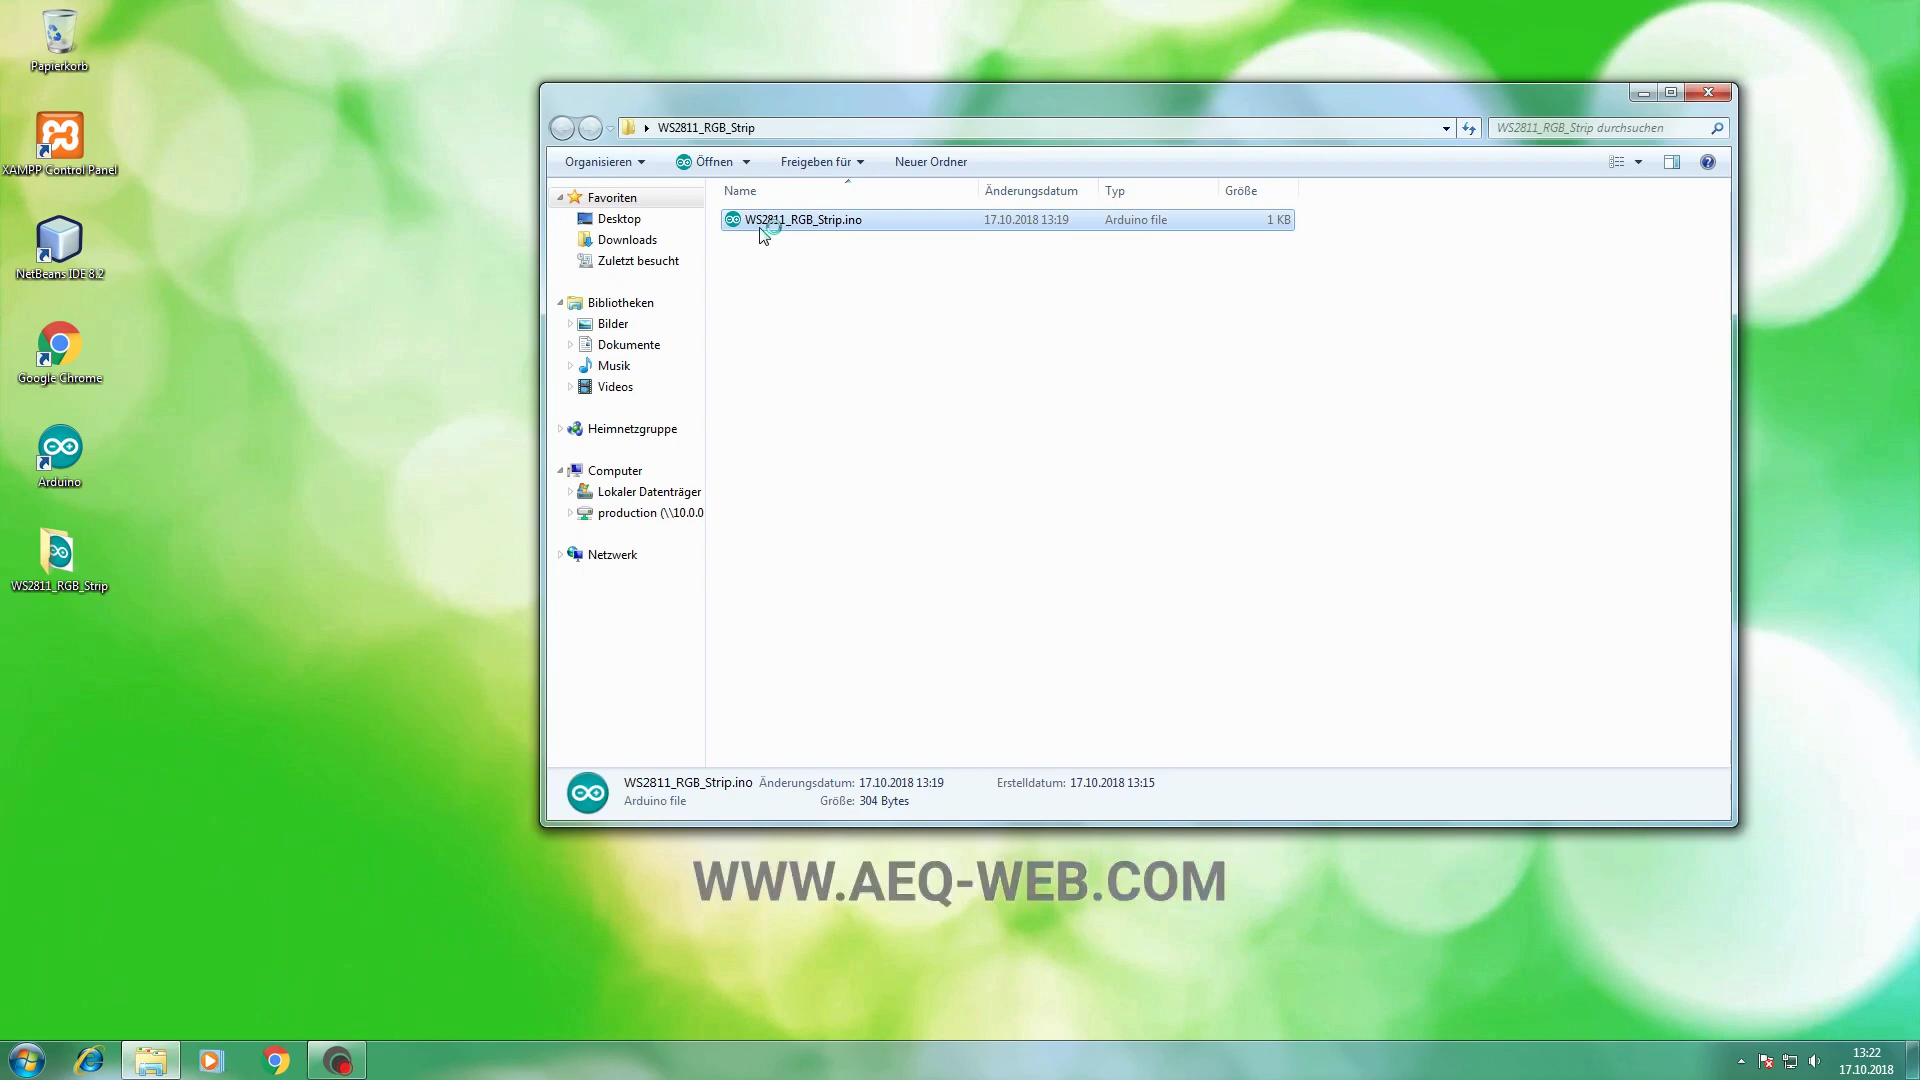 Papierkorb
XAMPP Control Panel
NetBeans IDE 8.2
Google Chrome
Arduino
WS2811_RGB_Strip
WS2811_RGB_Strip
WS2811_RGB_Strip durchsuchen
Organisieren
Öffnen
Freigeben für
Neuer Ordner
Name
Änderungsdatum
Typ
Größe
Favoriten
Desktop
Downloads
Zuletzt besucht
Bibliotheken
Bilder
Dokumente
Musik
Videos
Heimnetzgruppe
Computer
Lokaler Datenträger
production (\\10.0.0
Netzwerk
WS2811_RGB_Strip.ino 17.10.2018 13:19 Arduino file 1 KB
WS2811_RGB_Strip.ino Änderungsdatum: 17.10.2018 13:19 Erstelldatum: 17.10.2018 13:15
Arduino file Größe: 304 Bytes
WWW.AEQ-WEB.COM
13:22
17.10.2018